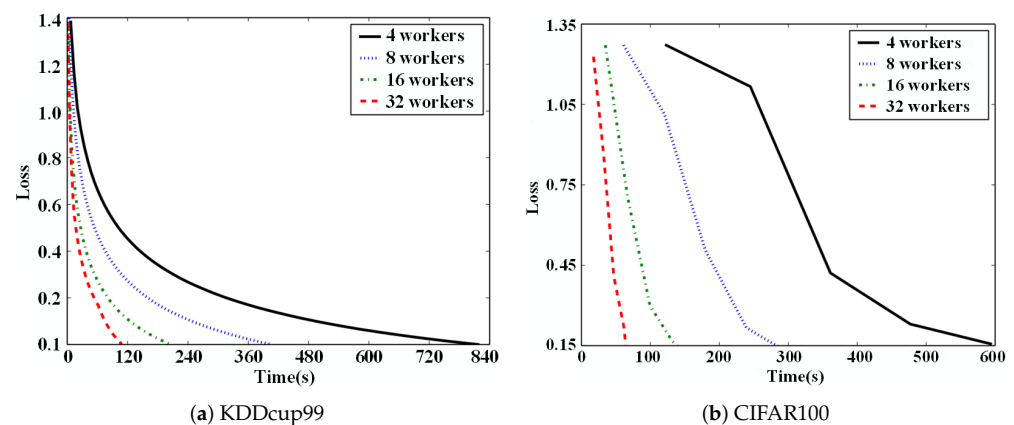 1.4
1.2
1.0
0.8
0.6
0.4
0.2
0.1
Loss
0 120 240 360 480 600 720 840
Time(s)
4 workers
8 workers
16 workers
32 workers
(a) KDDcup99
1.35
1.05
0.75
0.45
0.15
Loss
0 100 200 300 400 500 600
Time(s)
4 workers
8 workers
16 workers
32 workers
(b) CIFAR100